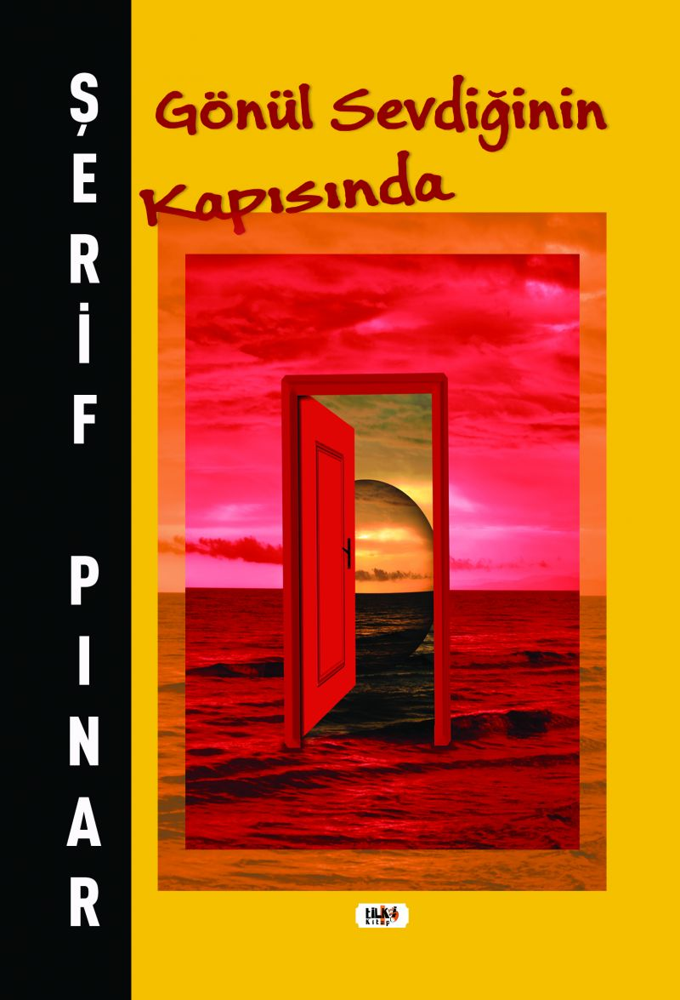 ŞERİF PINAR
Gönül Sevdiğinin
Kapısında
tiLKi
Kitap